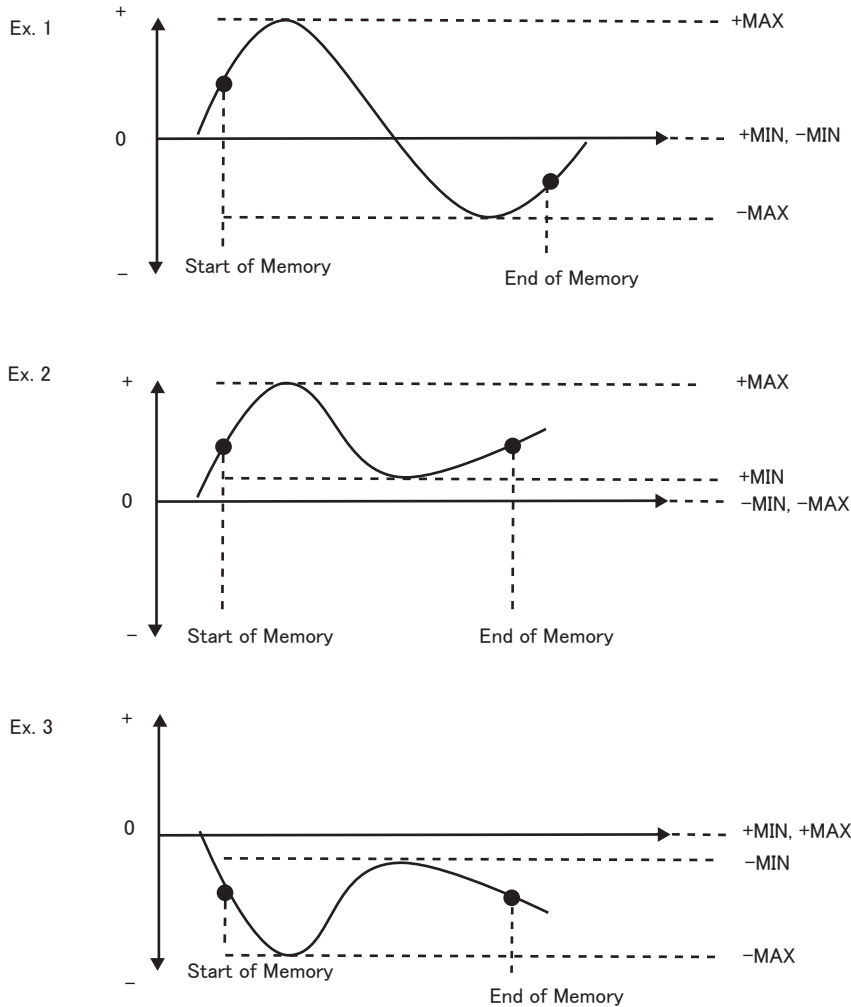 Ex. 1
+
+MAX
0
+MIN, −MIN
−MAX
−
Start of Memory
End of Memory
Ex. 2
+
+MAX
+MIN
0
−MIN, −MAX
−
Start of Memory
End of Memory
Ex. 3
+
0
+MIN, +MAX
−MIN
−MAX
−
Start of Memory
End of Memory